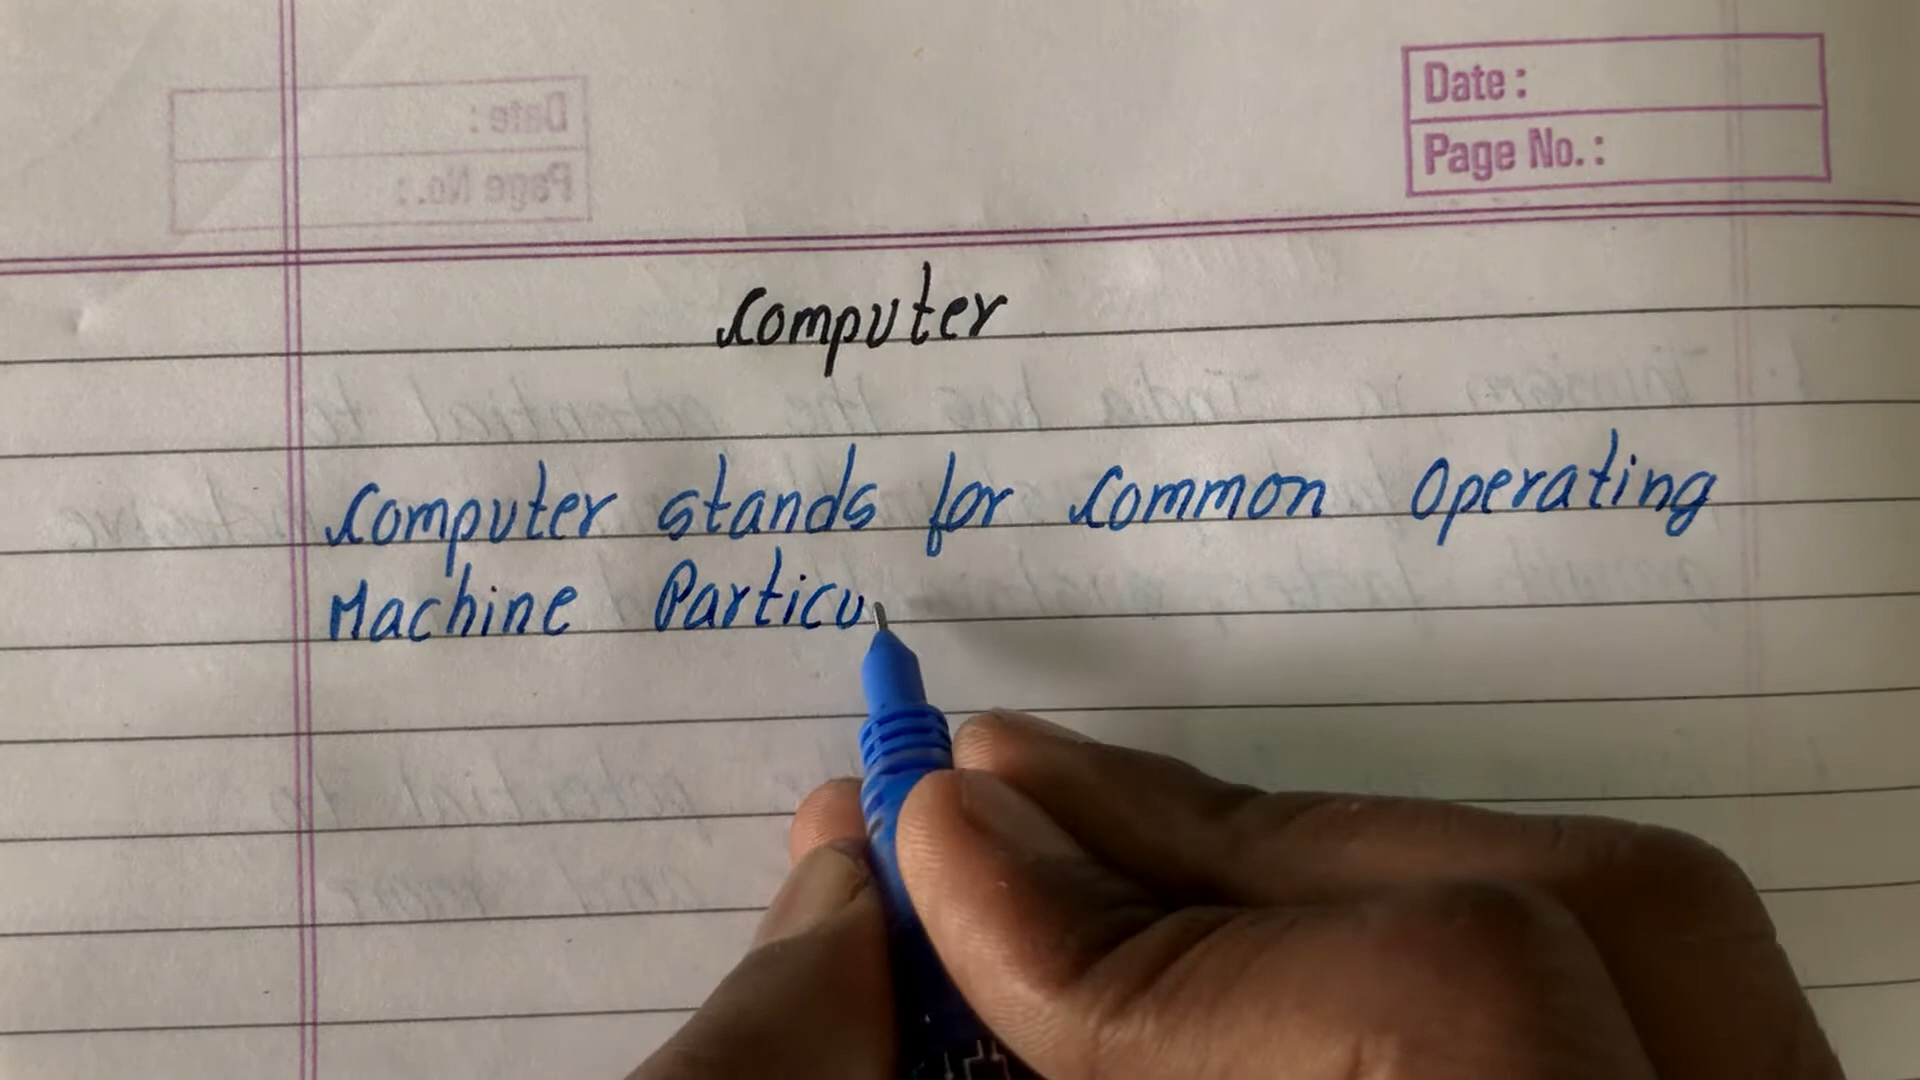 Date :
Page No. :
Computer
Computer stands for Common Operating
Machine Particu